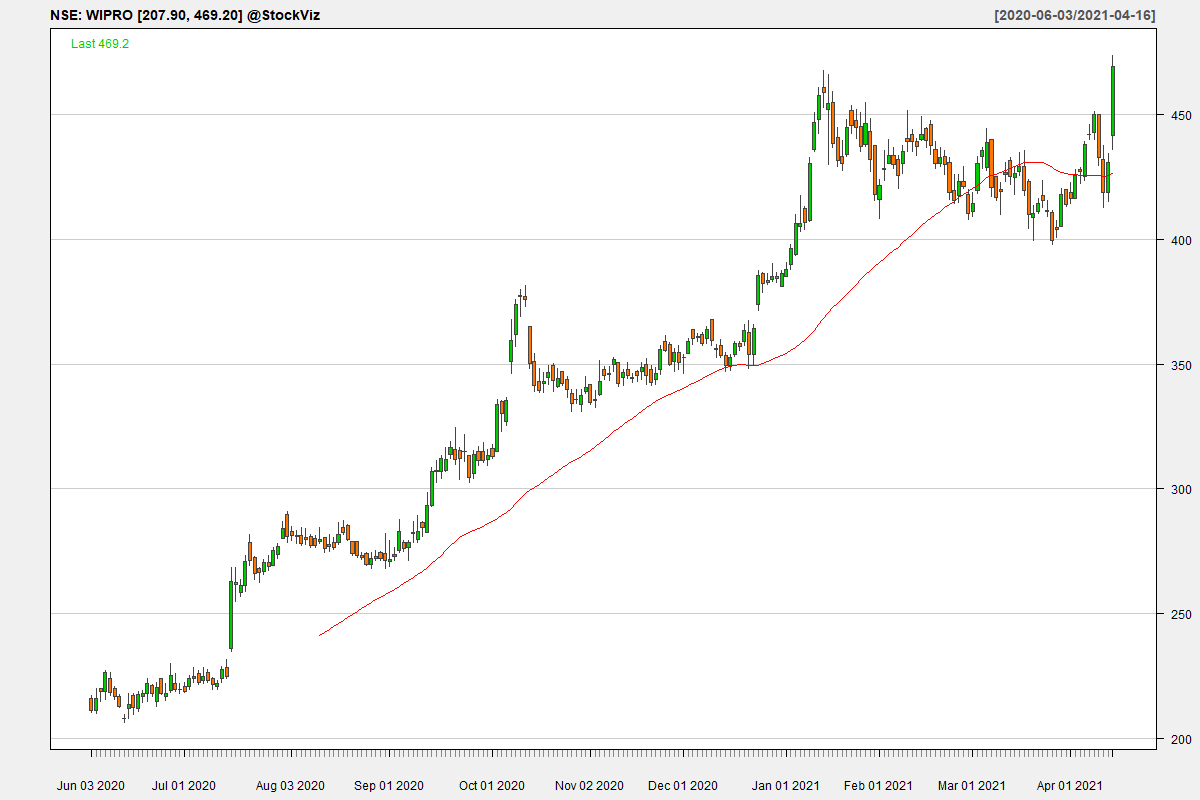 NSE: WIPRO [207.90, 469.20] @StockViz [2020-06-03/2021-04-16]
Last 469.2
450
400
350
300
250
200
Jun 03 2020 Jul 01 2020 Aug 03 2020 Sep 01 2020 Oct 01 2020 Nov 02 2020 Dec 01 2020 Jan 01 2021 Feb 01 2021 Mar 01 2021 Apr 01 2021